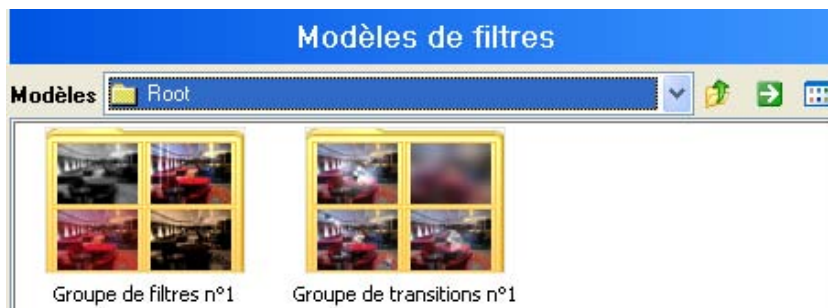 Modèles de filtres
Modèles Root
Groupe de filtres n°1 Groupe de transitions n°1